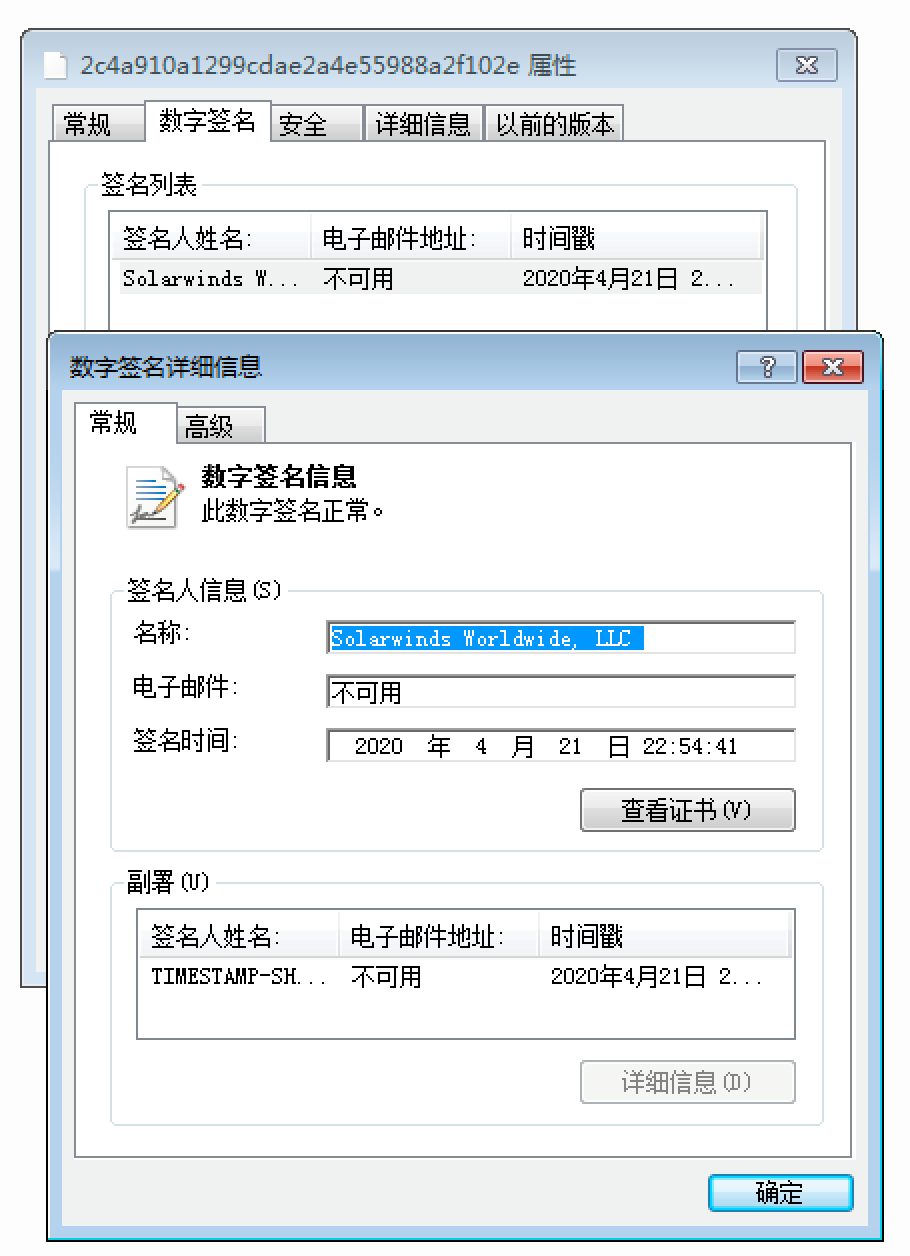 2c4a910a1299cdae2a4e55988a2f102e 属性
常规 数字签名 安全 详细信息 以前的版本
签名列表
签名人姓名: 电子邮件地址: 时间戳
Solarwinds W... 不可用 2020年4月21日 2...
数字签名详细信息
常规 高级
数字签名信息
此数字签名正常。
签名人信息(S)
名称: Solarwinds Worldwide, LLC
电子邮件: 不可用
签名时间: 2020 年 4 月 21 日 22:54:41
查看证书(V)
副署(U)
签名人姓名: 电子邮件地址: 时间戳
TIMESTAMP-SH... 不可用 2020年4月21日 2...
详细信息(D)
确定